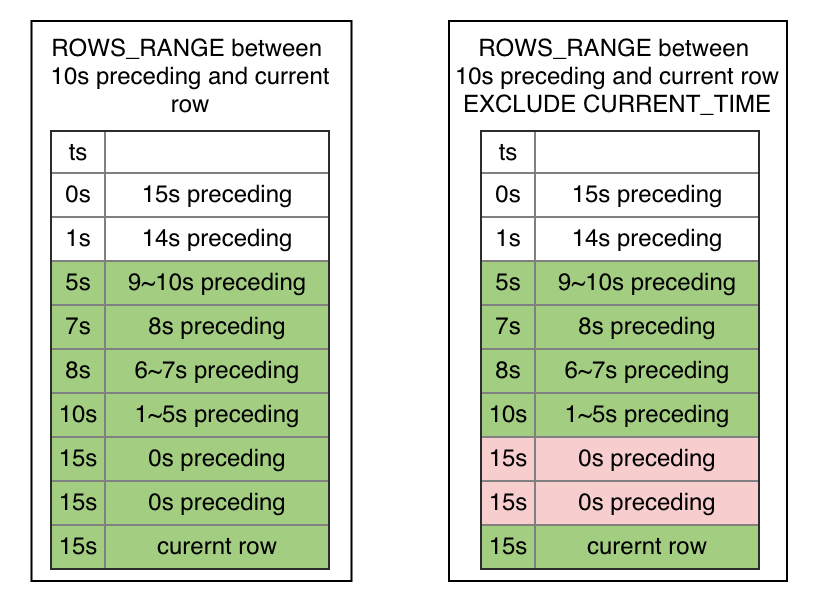 ROWS_RANGE between
10s preceding and current
row
ts
0s 15s preceding
1s 14s preceding
5s 9~10s preceding
7s 8s preceding
8s 6~7s preceding
10s 1~5s preceding
15s 0s preceding
15s 0s preceding
15s curernt row
ROWS_RANGE between
10s preceding and current row
EXCLUDE CURRENT_TIME
ts
0s 15s preceding
1s 14s preceding
5s 9~10s preceding
7s 8s preceding
8s 6~7s preceding
10s 1~5s preceding
15s 0s preceding
15s 0s preceding
15s curernt row